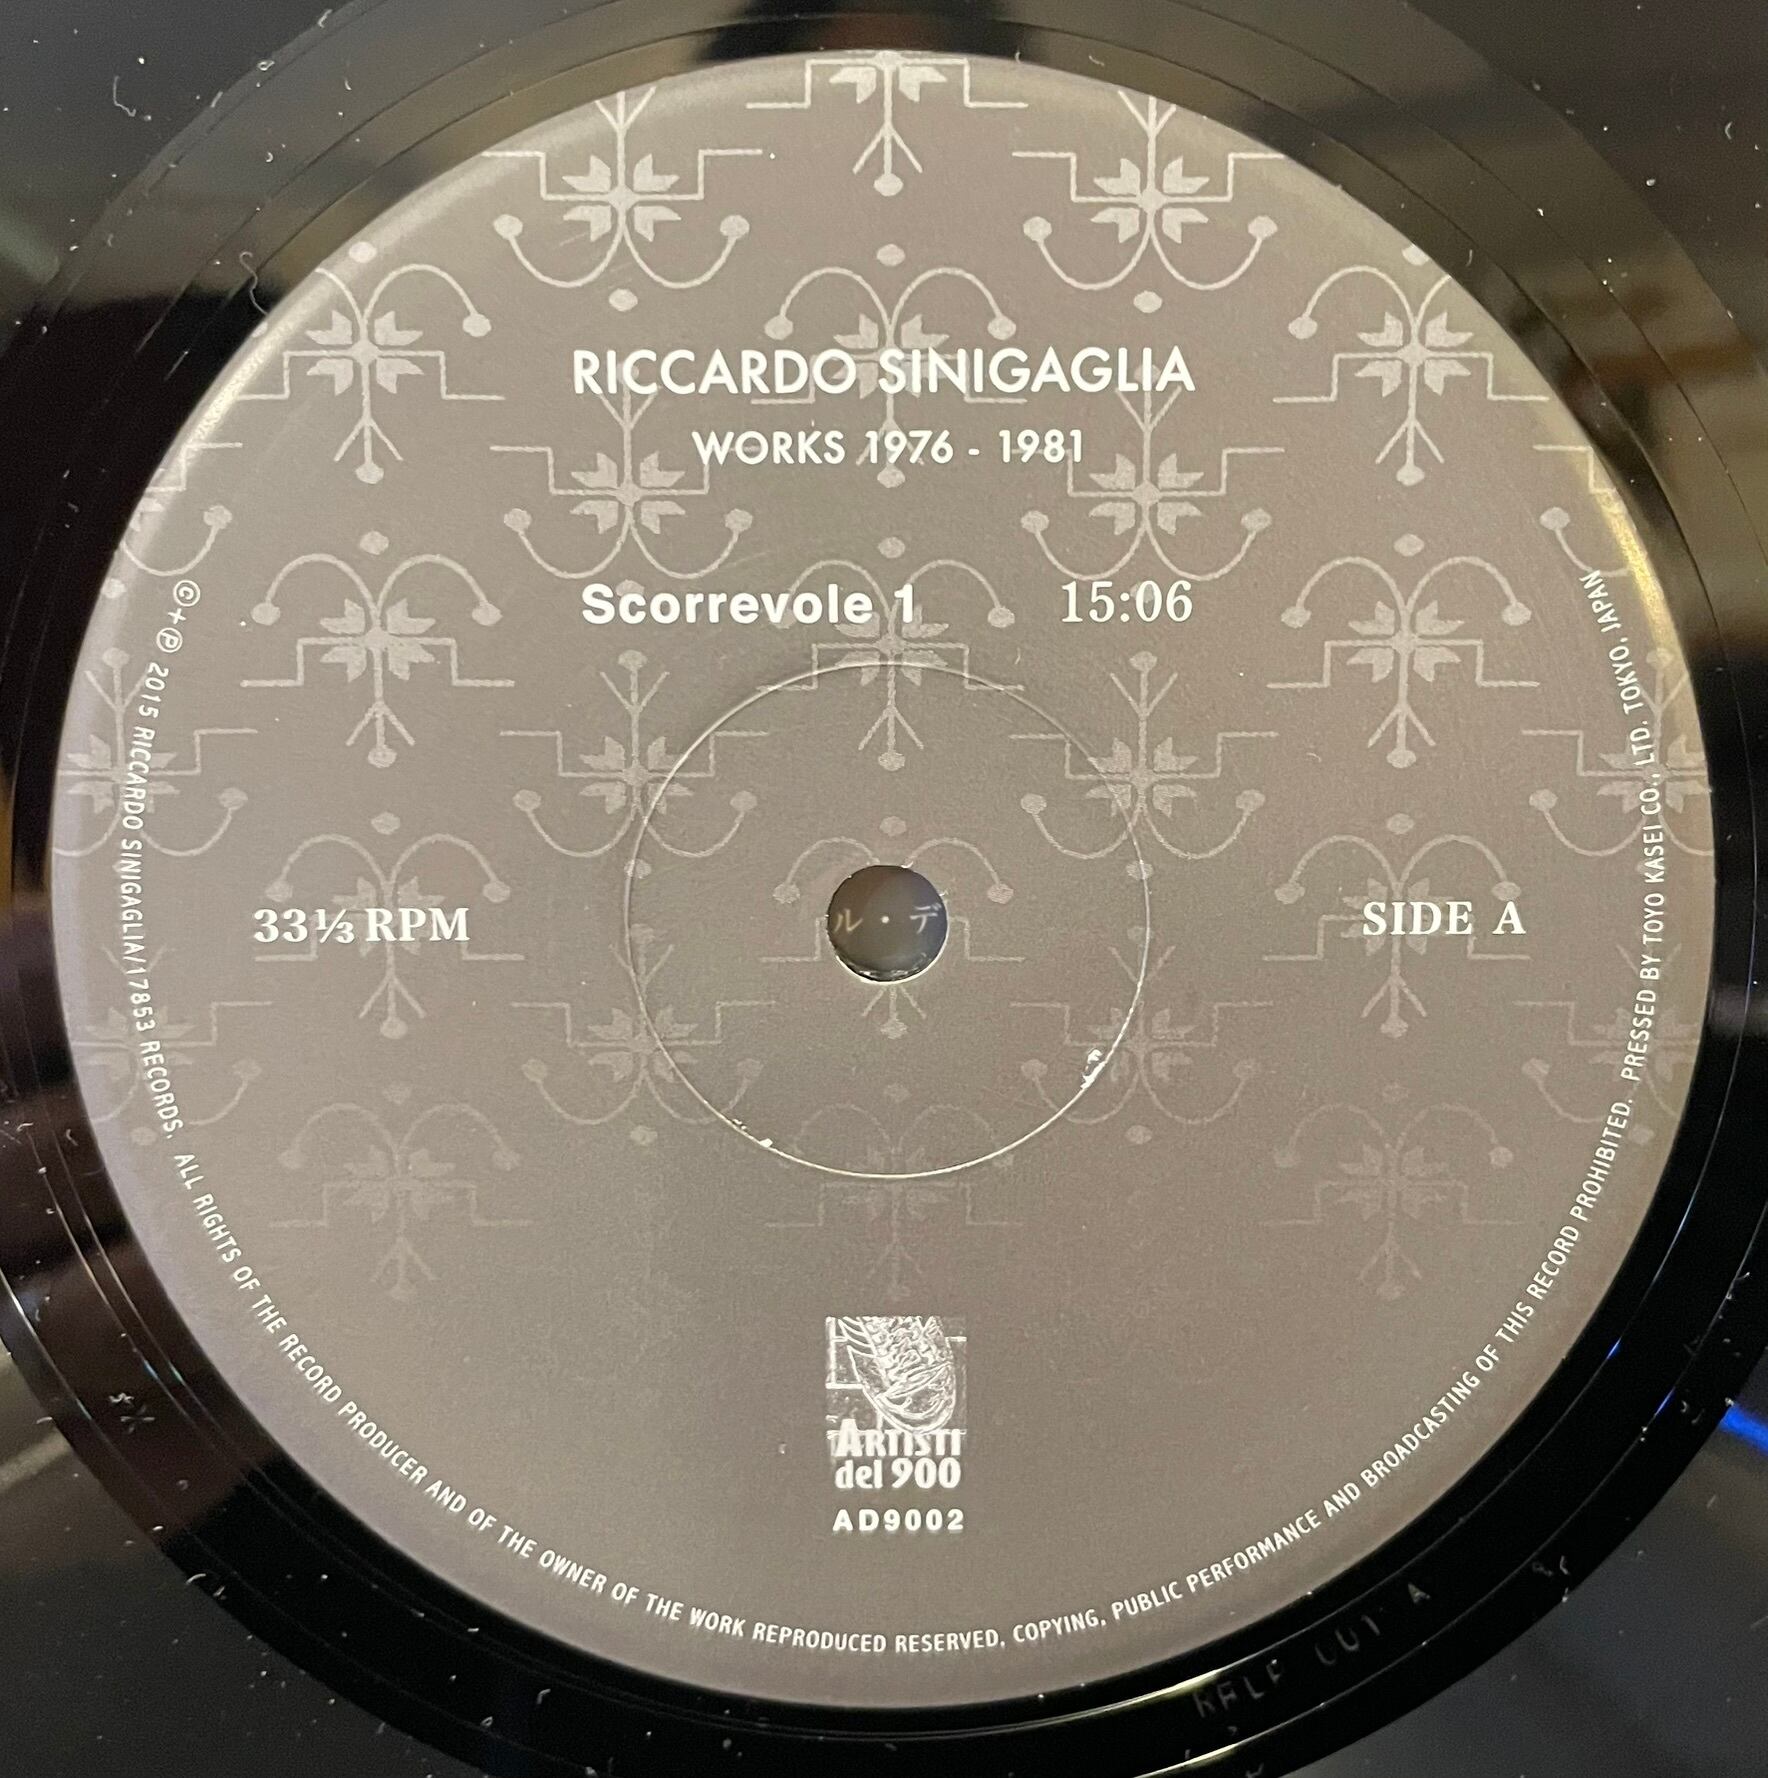 RICCARDO SINIGAGLIA
WORKS 1976 - 1981
Scorrevole 1 15:06
33⅓ RPM
SIDE A
ル・デ
ARTISTI
del 900
AD9002
©+℗ 2015 RICCARDO SINIGAGLIA/17853 RECORDS. ALL RIGHTS OF THE RECORD PRODUCER AND OF THE OWNER OF THE WORK REPRODUCED RESERVED. COPYING, PUBLIC PERFORMANCE AND BROADCASTING OF THIS RECORD PROHIBITED. PRESSED BY TOYO KASEI CO., LTD. TOKYO, JAPAN